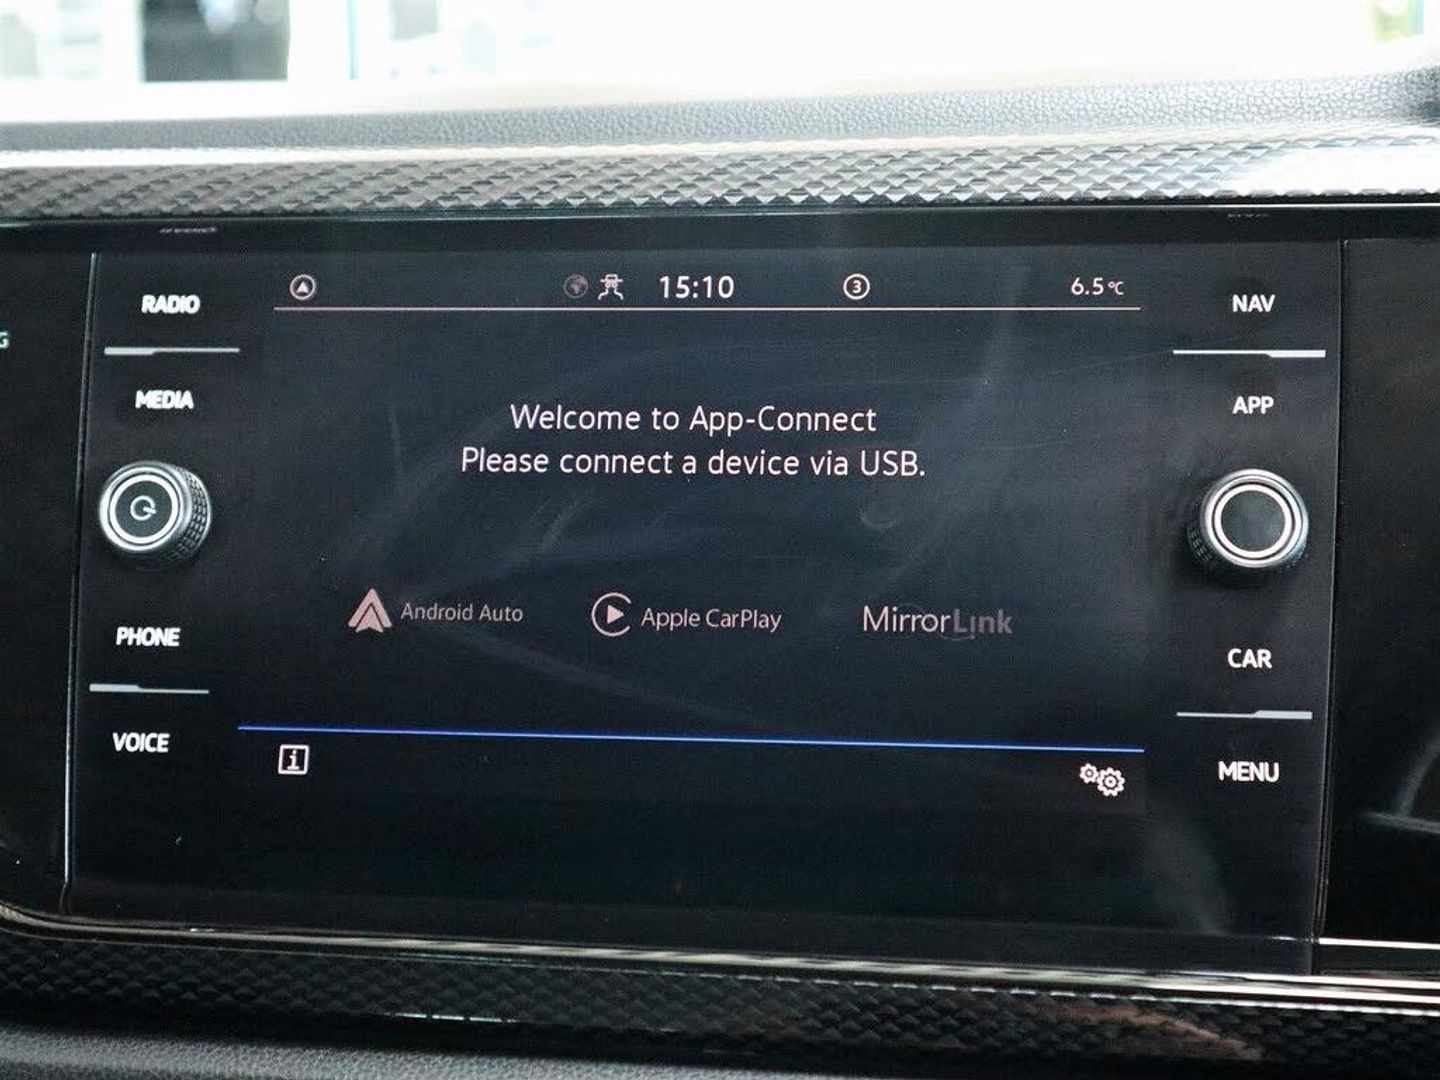 15:10
3
6.5°C
RADIO
NAV
MEDIA
APP
Welcome to App-Connect
Please connect a device via USB.
Android Auto
Apple CarPlay
MirrorLink
PHONE
CAR
VOICE
MENU
i